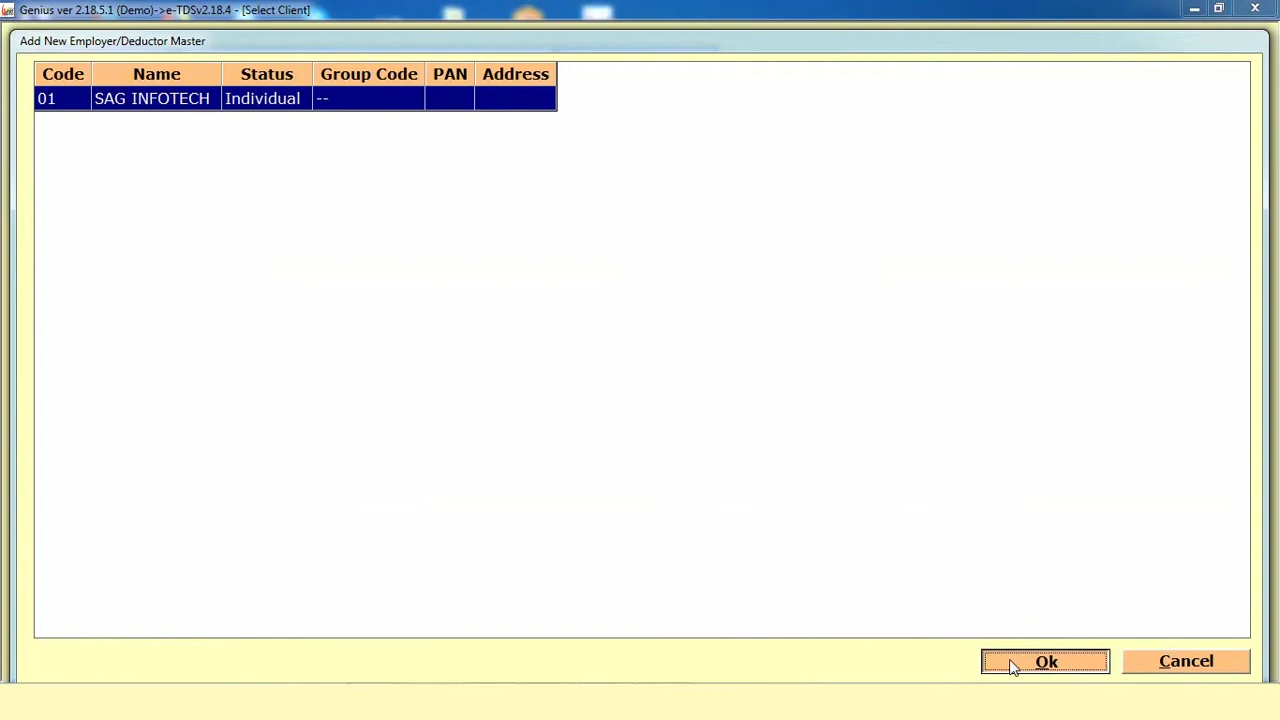 Genius ver 2.18.5.1 (Demo)->e-TDSv2.18.4 - [Select Client]
Add New Employer/Deductor Master
Code Name Status Group Code PAN Address
01 SAG INFOTECH Individual --
Ok Cancel